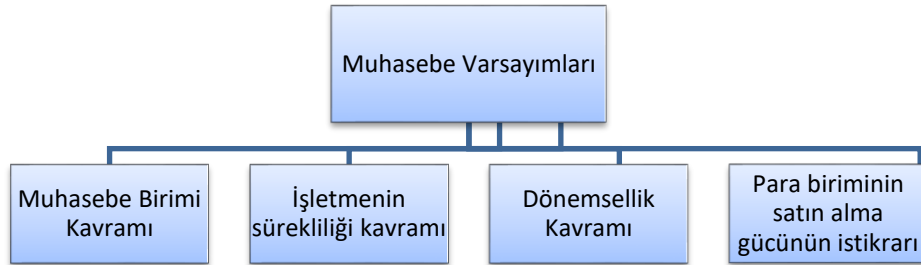 Muhasebe Varsayımları
Muhasebe Birimi
Kavramı
İşletmenin
sürekliliği kavramı
Dönemsellik
Kavramı
Para biriminin
satın alma
gücünün istikrarı